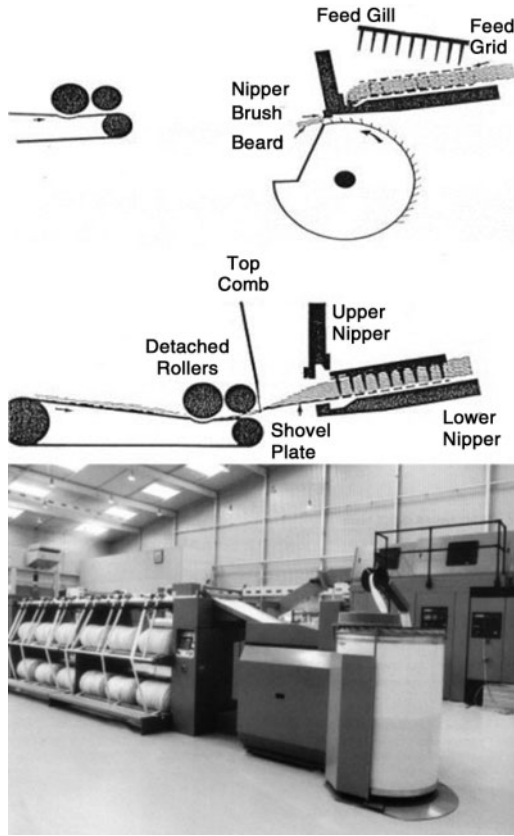 Feed Gill
Feed
Grid
Nipper
Brush
Beard
Top
Comb
Upper
Nipper
Detached
Rollers
Shovel
Plate
Lower
Nipper